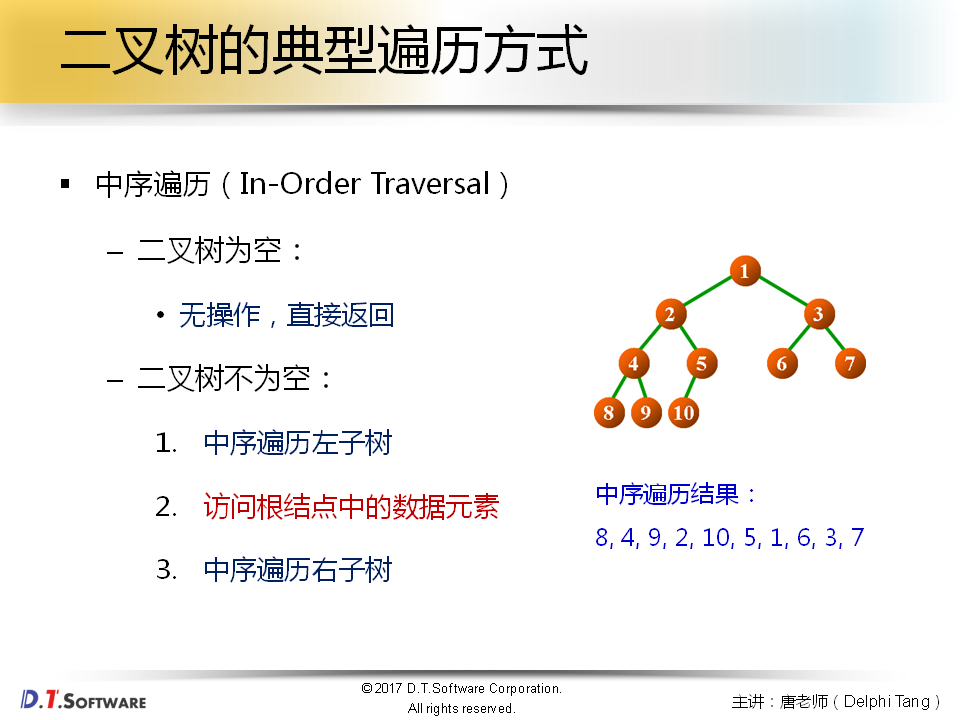 二叉树的典型遍历方式
▪ 中序遍历（In-Order Traversal）
– 二叉树为空：
• 无操作，直接返回
– 二叉树不为空：
1. 中序遍历左子树
2. 访问根结点中的数据元素
3. 中序遍历右子树
1
2 3
4 5 6 7
8 9 10
中序遍历结果：
8, 4, 9, 2, 10, 5, 1, 6, 3, 7
D.T.SOFTWARE
©2017 D.T.Software Corporation.
All rights reserved.
主讲：唐老师（Delphi Tang）